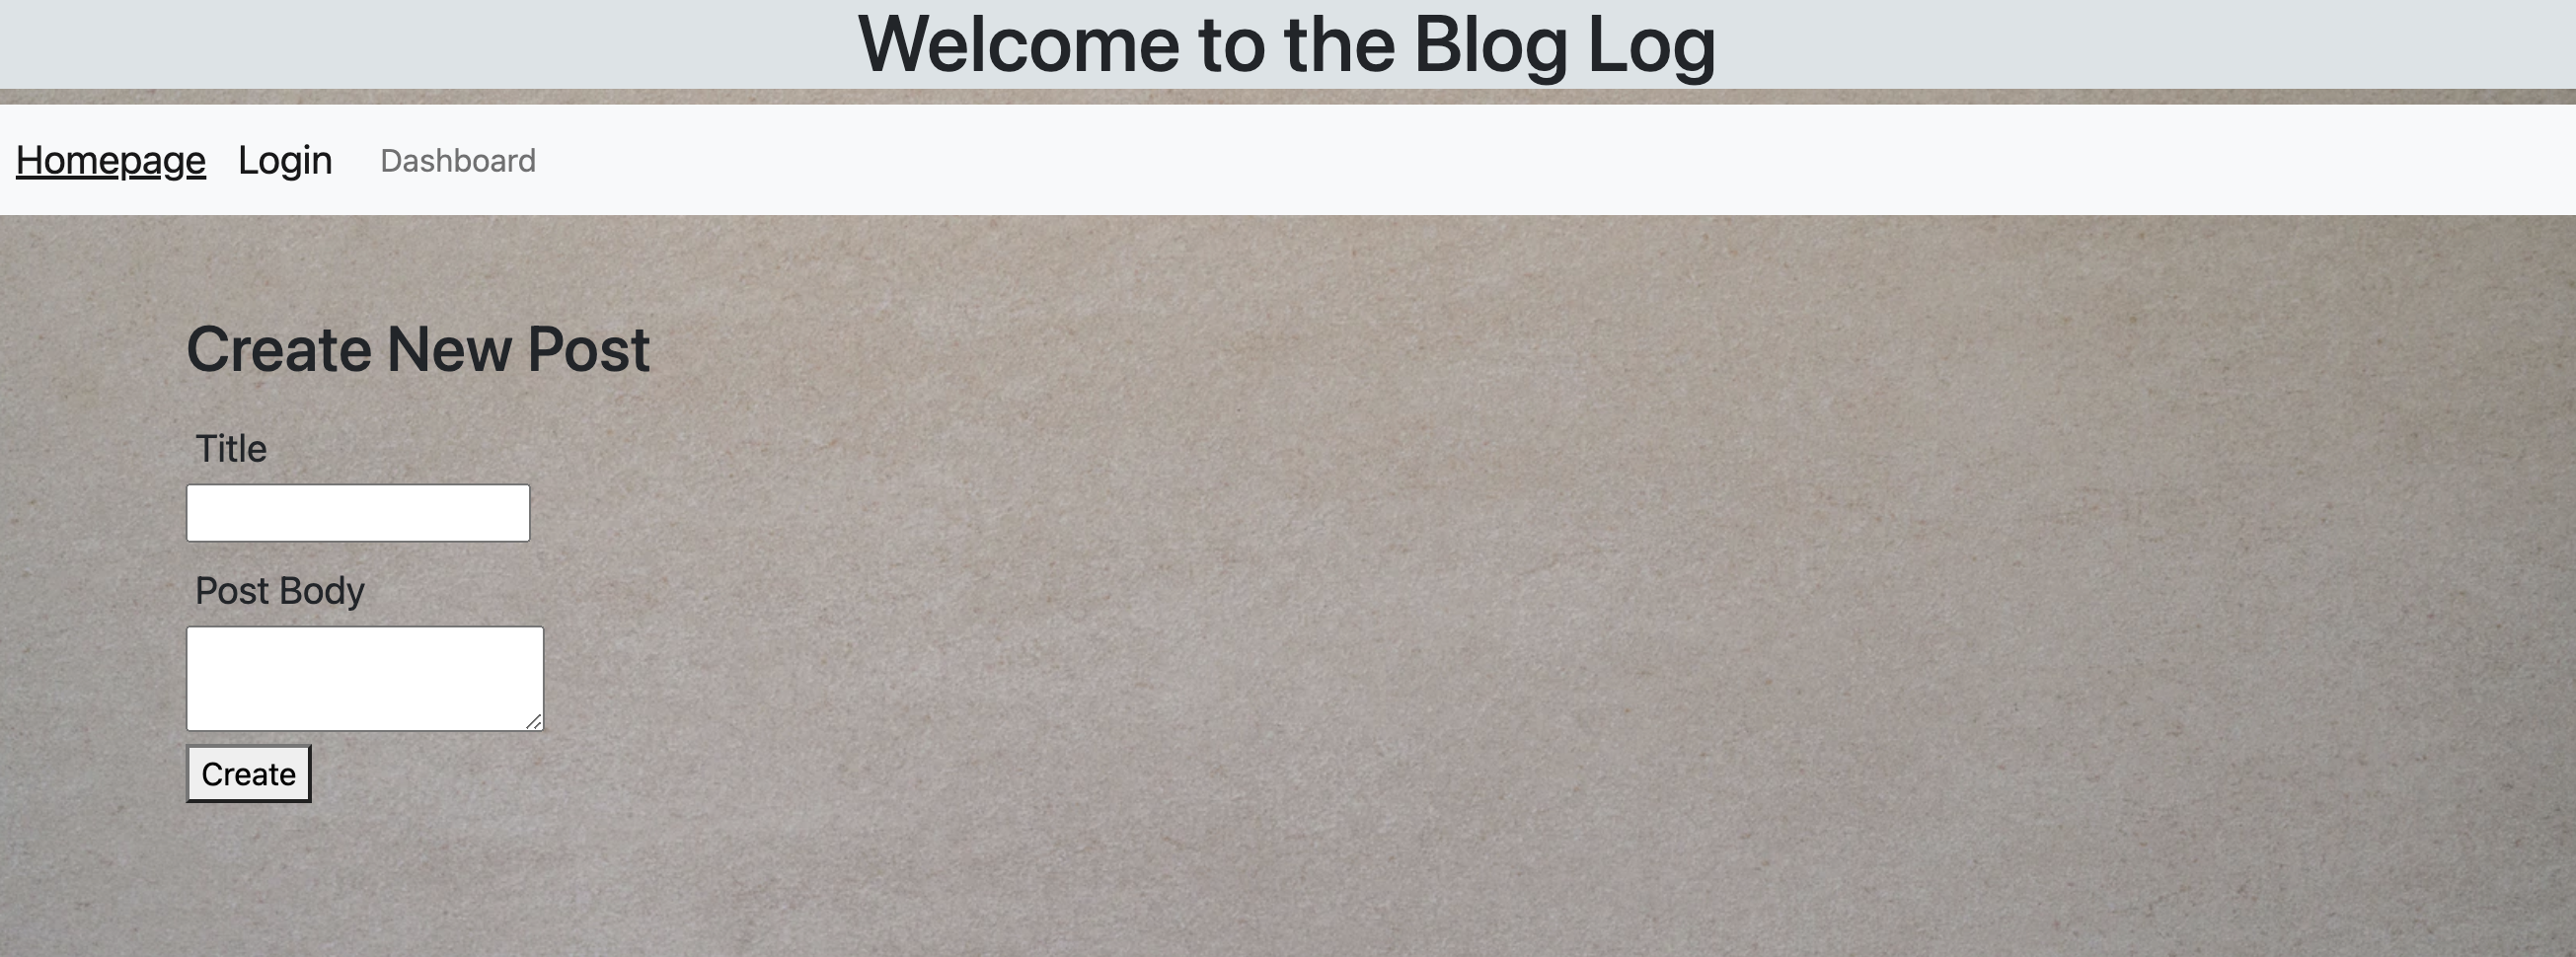 Welcome to the Blog Log
Homepage Login Dashboard
Create New Post
Title
Post Body
Create